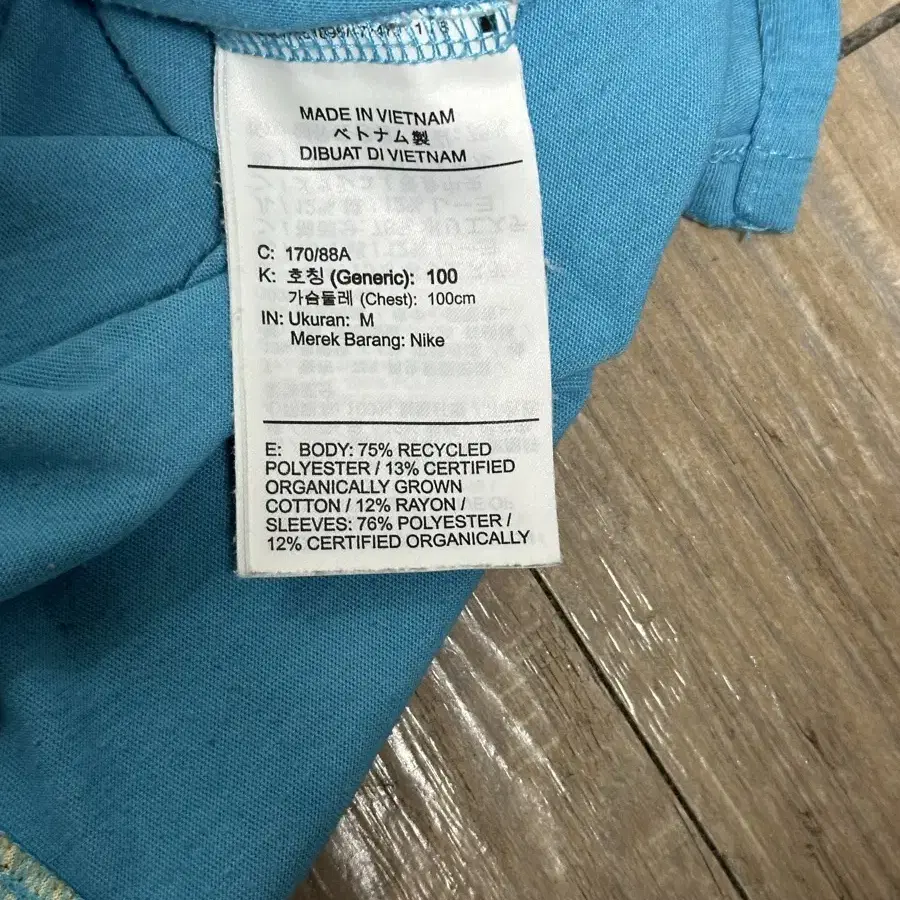 MADE IN VIETNAM
ベトナム製
DIBUAT DI VIETNAM
C: 170/88A
K: 호칭 (Generic): 100
가슴둘레 (Chest): 100cm
IN: Ukuran: M
Merek Barang: Nike
E: BODY: 75% RECYCLED
POLYESTER / 13% CERTIFIED
ORGANICALLY GROWN
COTTON / 12% RAYON /
SLEEVES: 76% POLYESTER /
12% CERTIFIED ORGANICALLY